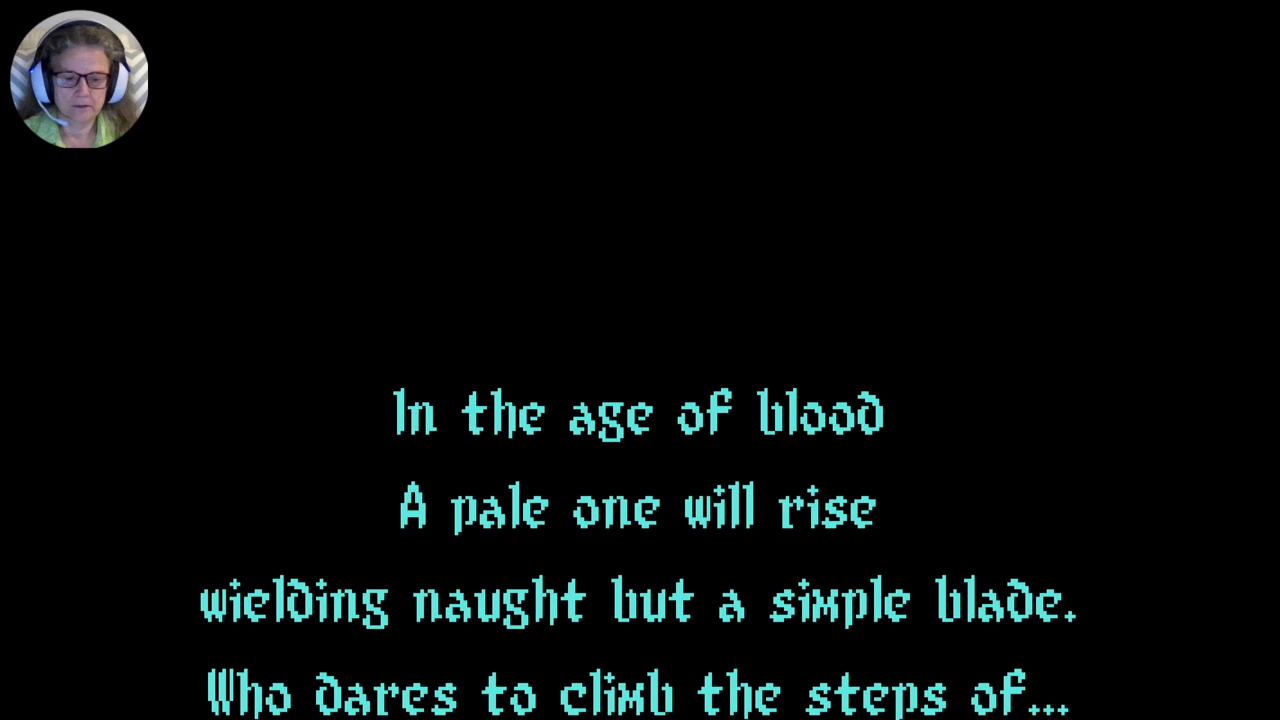 In the age of blood
A pale one will rise
wielding naught but a simple blade.
Who dares to climb the steps of...